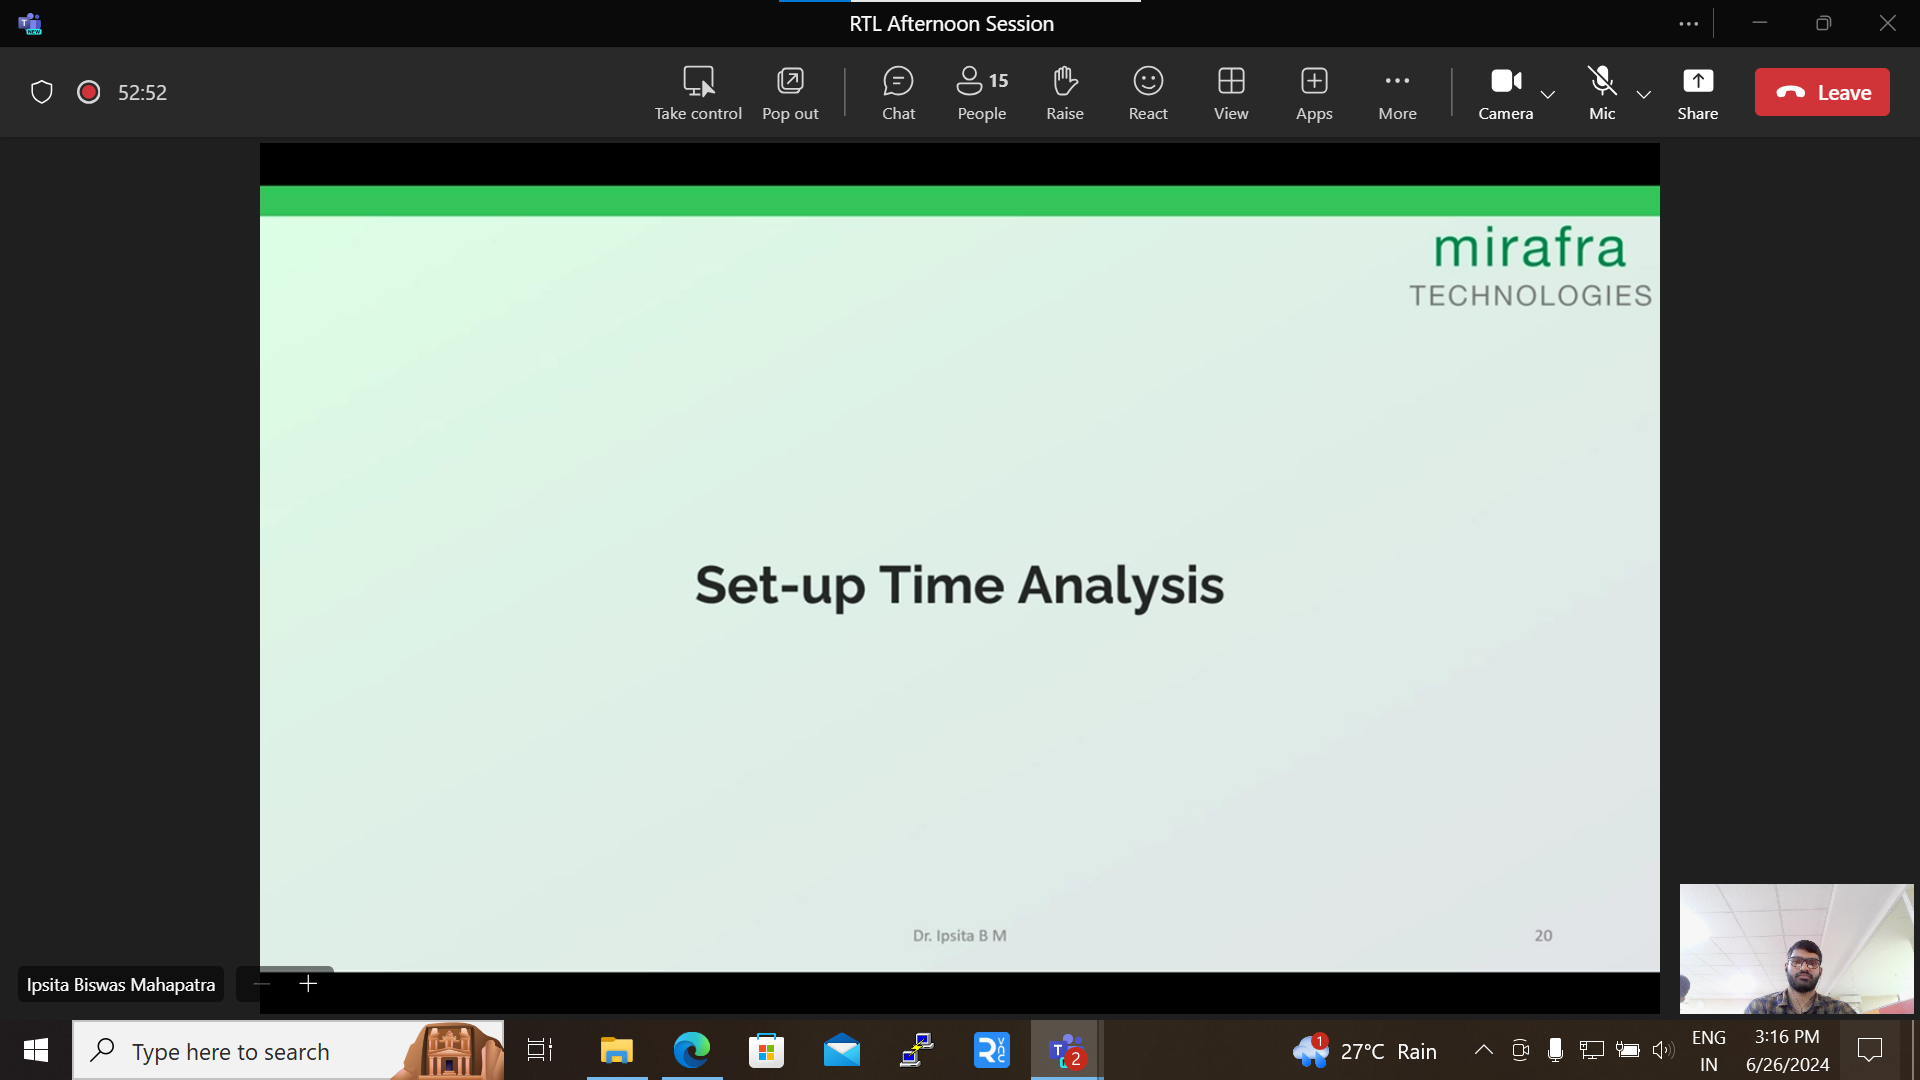 RTL Afternoon Session
52:52
Take control
Pop out
Chat
15
People
Raise
React
View
Apps
More
Camera
Mic
Share
Leave
mirafra
TECHNOLOGIES
Set-up Time Analysis
Dr. Ipsita B M
20
Ipsita Biswas Mahapatra
Type here to search
2
1
27°C Rain
ENG
IN
3:16 PM
6/26/2024